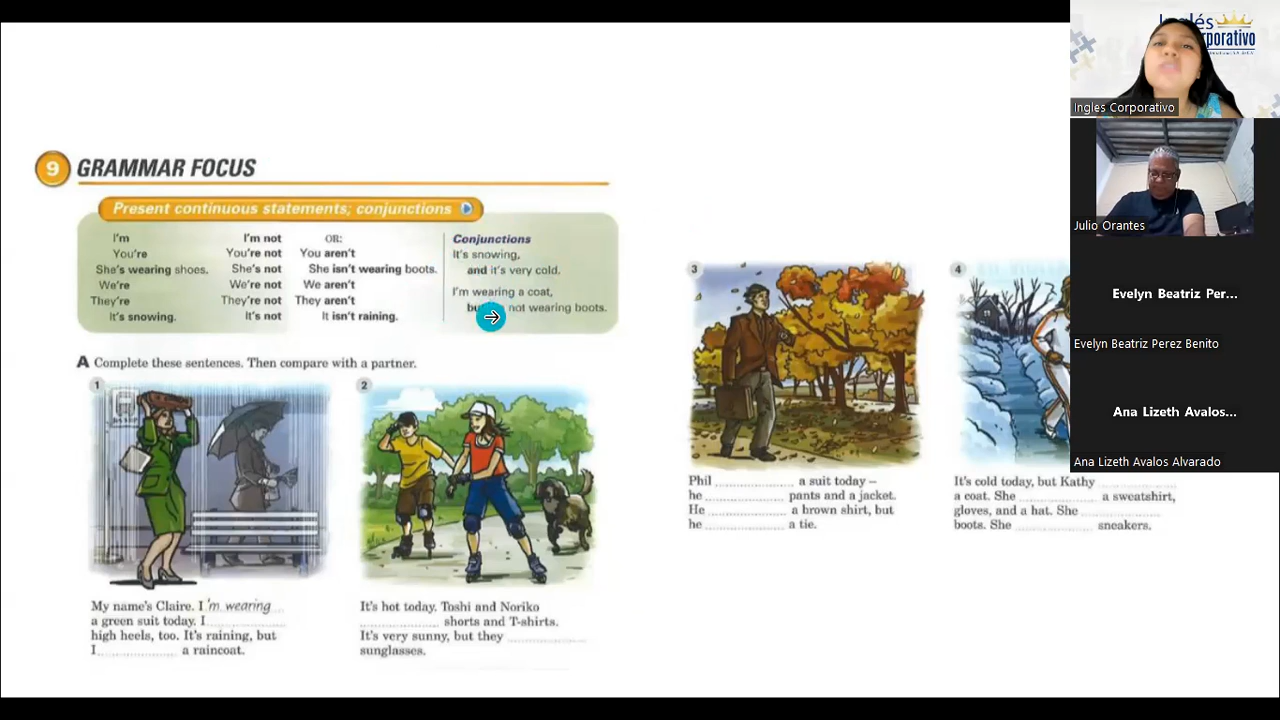 9 GRAMMAR FOCUS
Present continuous statements; conjunctions
I'm I'm not OR:
You're You're not You aren't
She's wearing shoes. She's not She isn't wearing boots.
We're We're not We aren't
They're They're not They aren't
It's snowing. It's not It isn't raining.
Conjunctions
It's snowing,
and it's very cold.
I'm wearing a coat,
not wearing boots.
A Complete these sentences. Then compare with a partner.
1
My name's Claire. I 'm wearing
a green suit today. I
high heels, too. It's raining, but
I a raincoat.
2
It's hot today. Toshi and Noriko
shorts and T-shirts.
It's very sunny, but they
sunglasses.
3
Phil a suit today –
he pants and a jacket.
He a brown shirt, but
he a tie.
4
It's cold today, but Kathy
a coat. She a sweatshirt,
gloves, and a hat. She
boots. She sneakers.
Inglés
Ingles Corporativo
Julio Orantes
Evelyn Beatriz Per...
Evelyn Beatriz Perez Benito
Ana Lizeth Avalos...
Ana Lizeth Avalos Alvarado